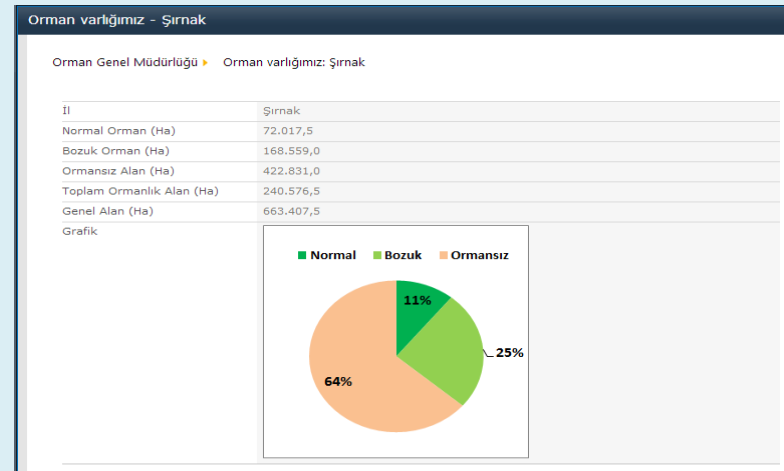 Orman varlığımız - Şırnak
Orman Genel Müdürlüğü ▸ Orman varlığımız: Şırnak
İl Şırnak
Normal Orman (Ha) 72.017,5
Bozuk Orman (Ha) 168.559,0
Ormansız Alan (Ha) 422.831,0
Toplam Ormanlık Alan (Ha) 240.576,5
Genel Alan (Ha) 663.407,5
Grafik
Normal Bozuk Ormansız
11%
25%
64%